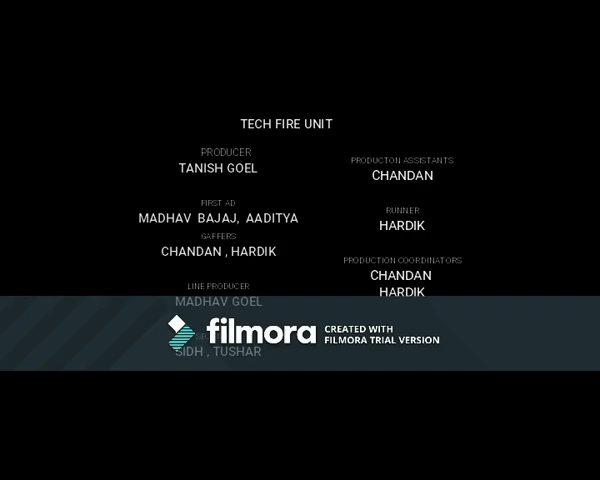 TECH FIRE UNIT
PRODUCER
TANISH GOEL
FIRST AD
MADHAV BAJAJ, AADITYA
GAFFERS
CHANDAN , HARDIK
LINE PRODUCER
MADHAV GOEL
SIDH , TUSHAR
PRODUCTON ASSISTANTS
CHANDAN
RUNNER
HARDIK
PRODUCTION COORDINATORS
CHANDAN
HARDIK
filmora
CREATED WITH
FILMORA TRIAL VERSION